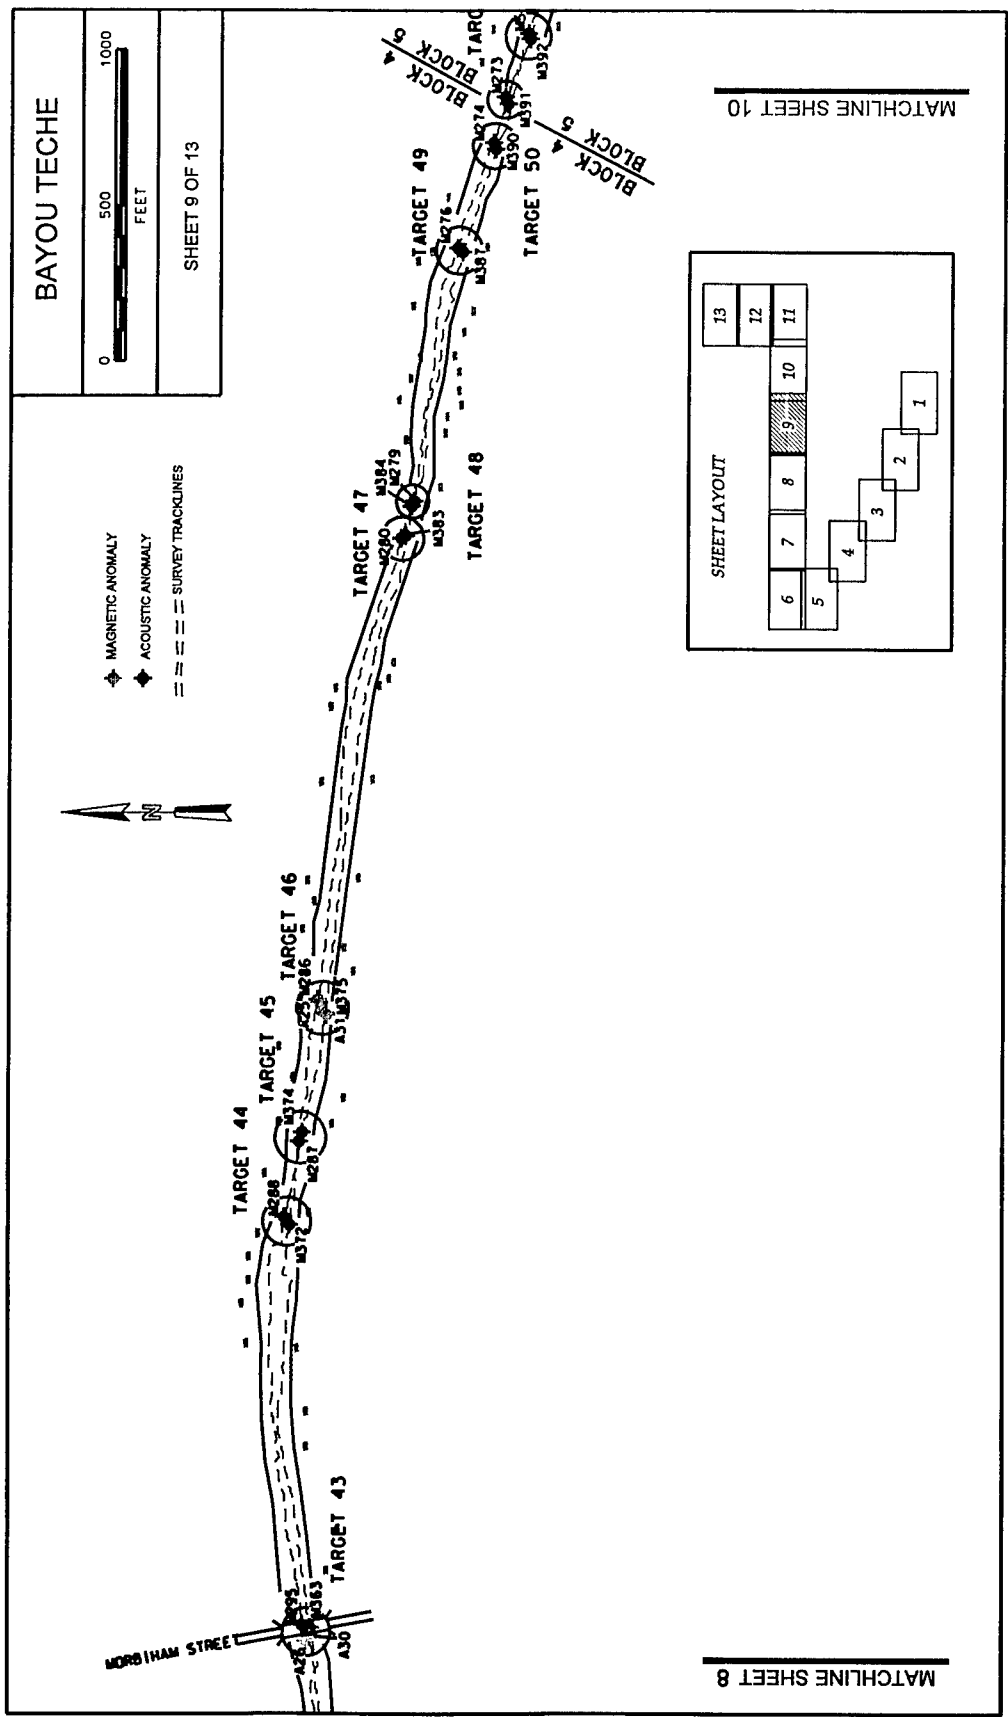 BAYOU TECHE
0 500 1000
FEET
SHEET 9 OF 13
MAGNETIC ANOMALY
ACOUSTIC ANOMALY
SURVEY TRACKLINES
N
MORBIHAM STREET
M363
A30
TARGET 43
TARGET 44
M288
M372
TARGET 45
M374
M287
TARGET 46
M286
A31
M375
TARGET 47
M280
M383
M384
M279
TARGET 48
TARGET 49
M276
M387
TARGET 50
M274
M390
M273
M391
M392
BLOCK 4
BLOCK 5
BLOCK 4
BLOCK 5
MATCHLINE SHEET 8
MATCHLINE SHEET 10
SHEET LAYOUT
13
12
6 7 8 9 10 11
5
4
3
2
1